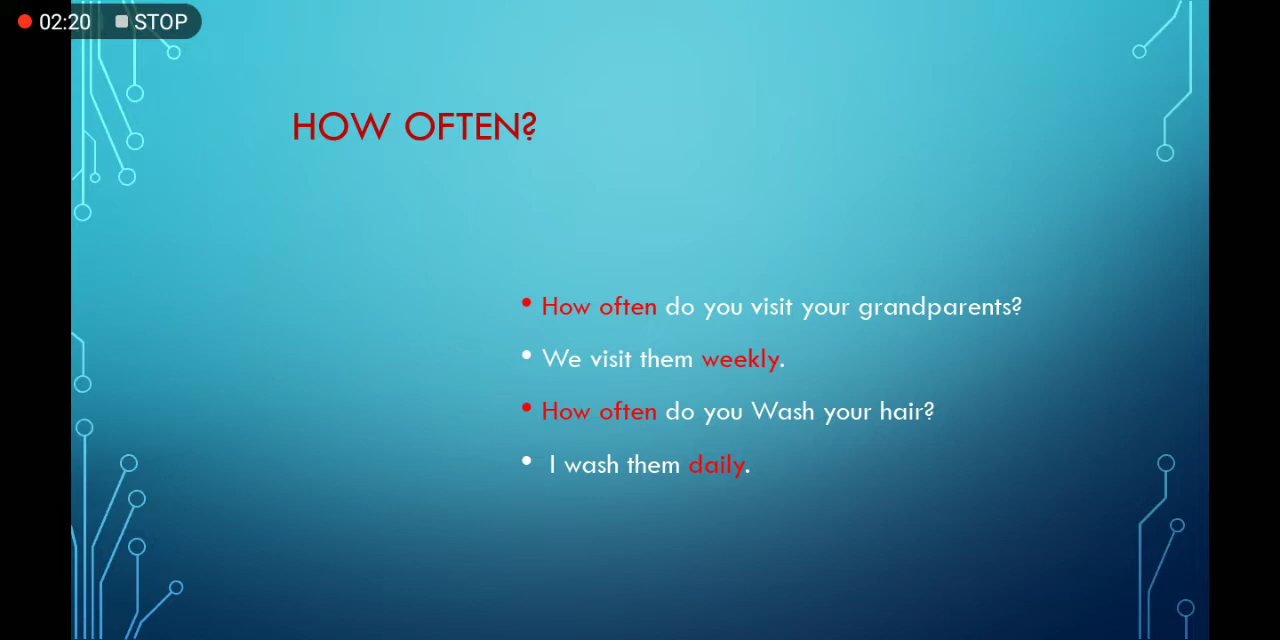 02:20 STOP
HOW OFTEN?
• How often do you visit your grandparents?
• We visit them weekly.
• How often do you Wash your hair?
• I wash them daily.